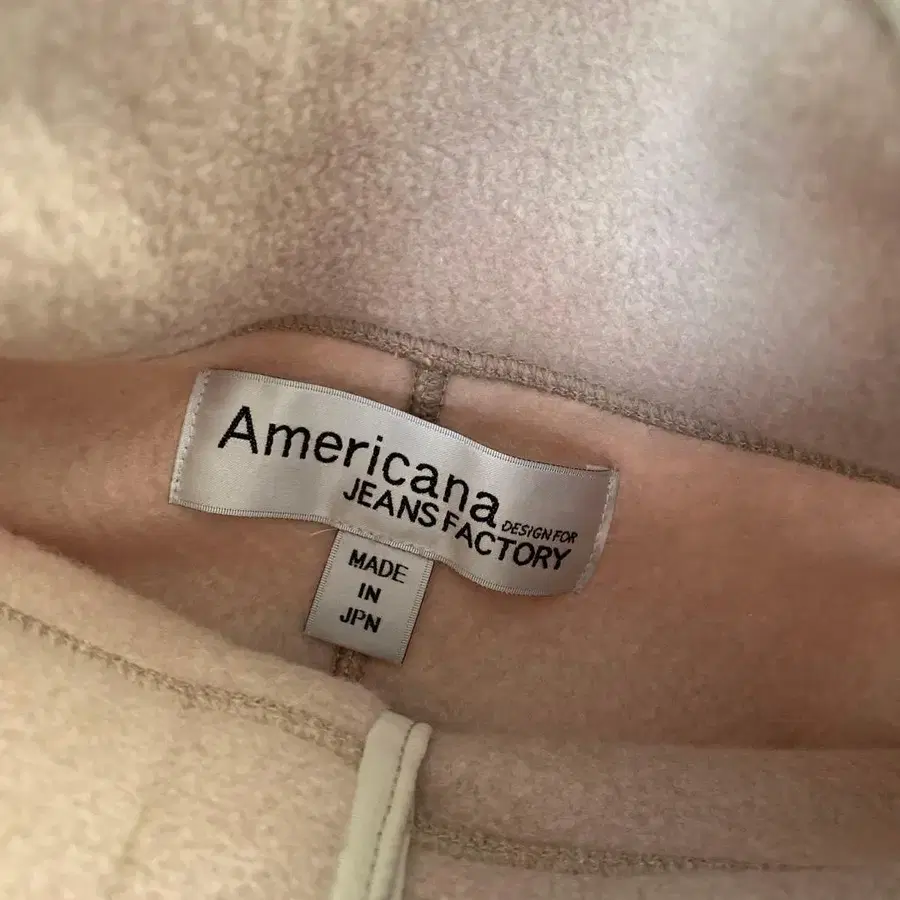 Americana
DESIGN FOR
JEANS FACTORY
MADE
IN
JPN